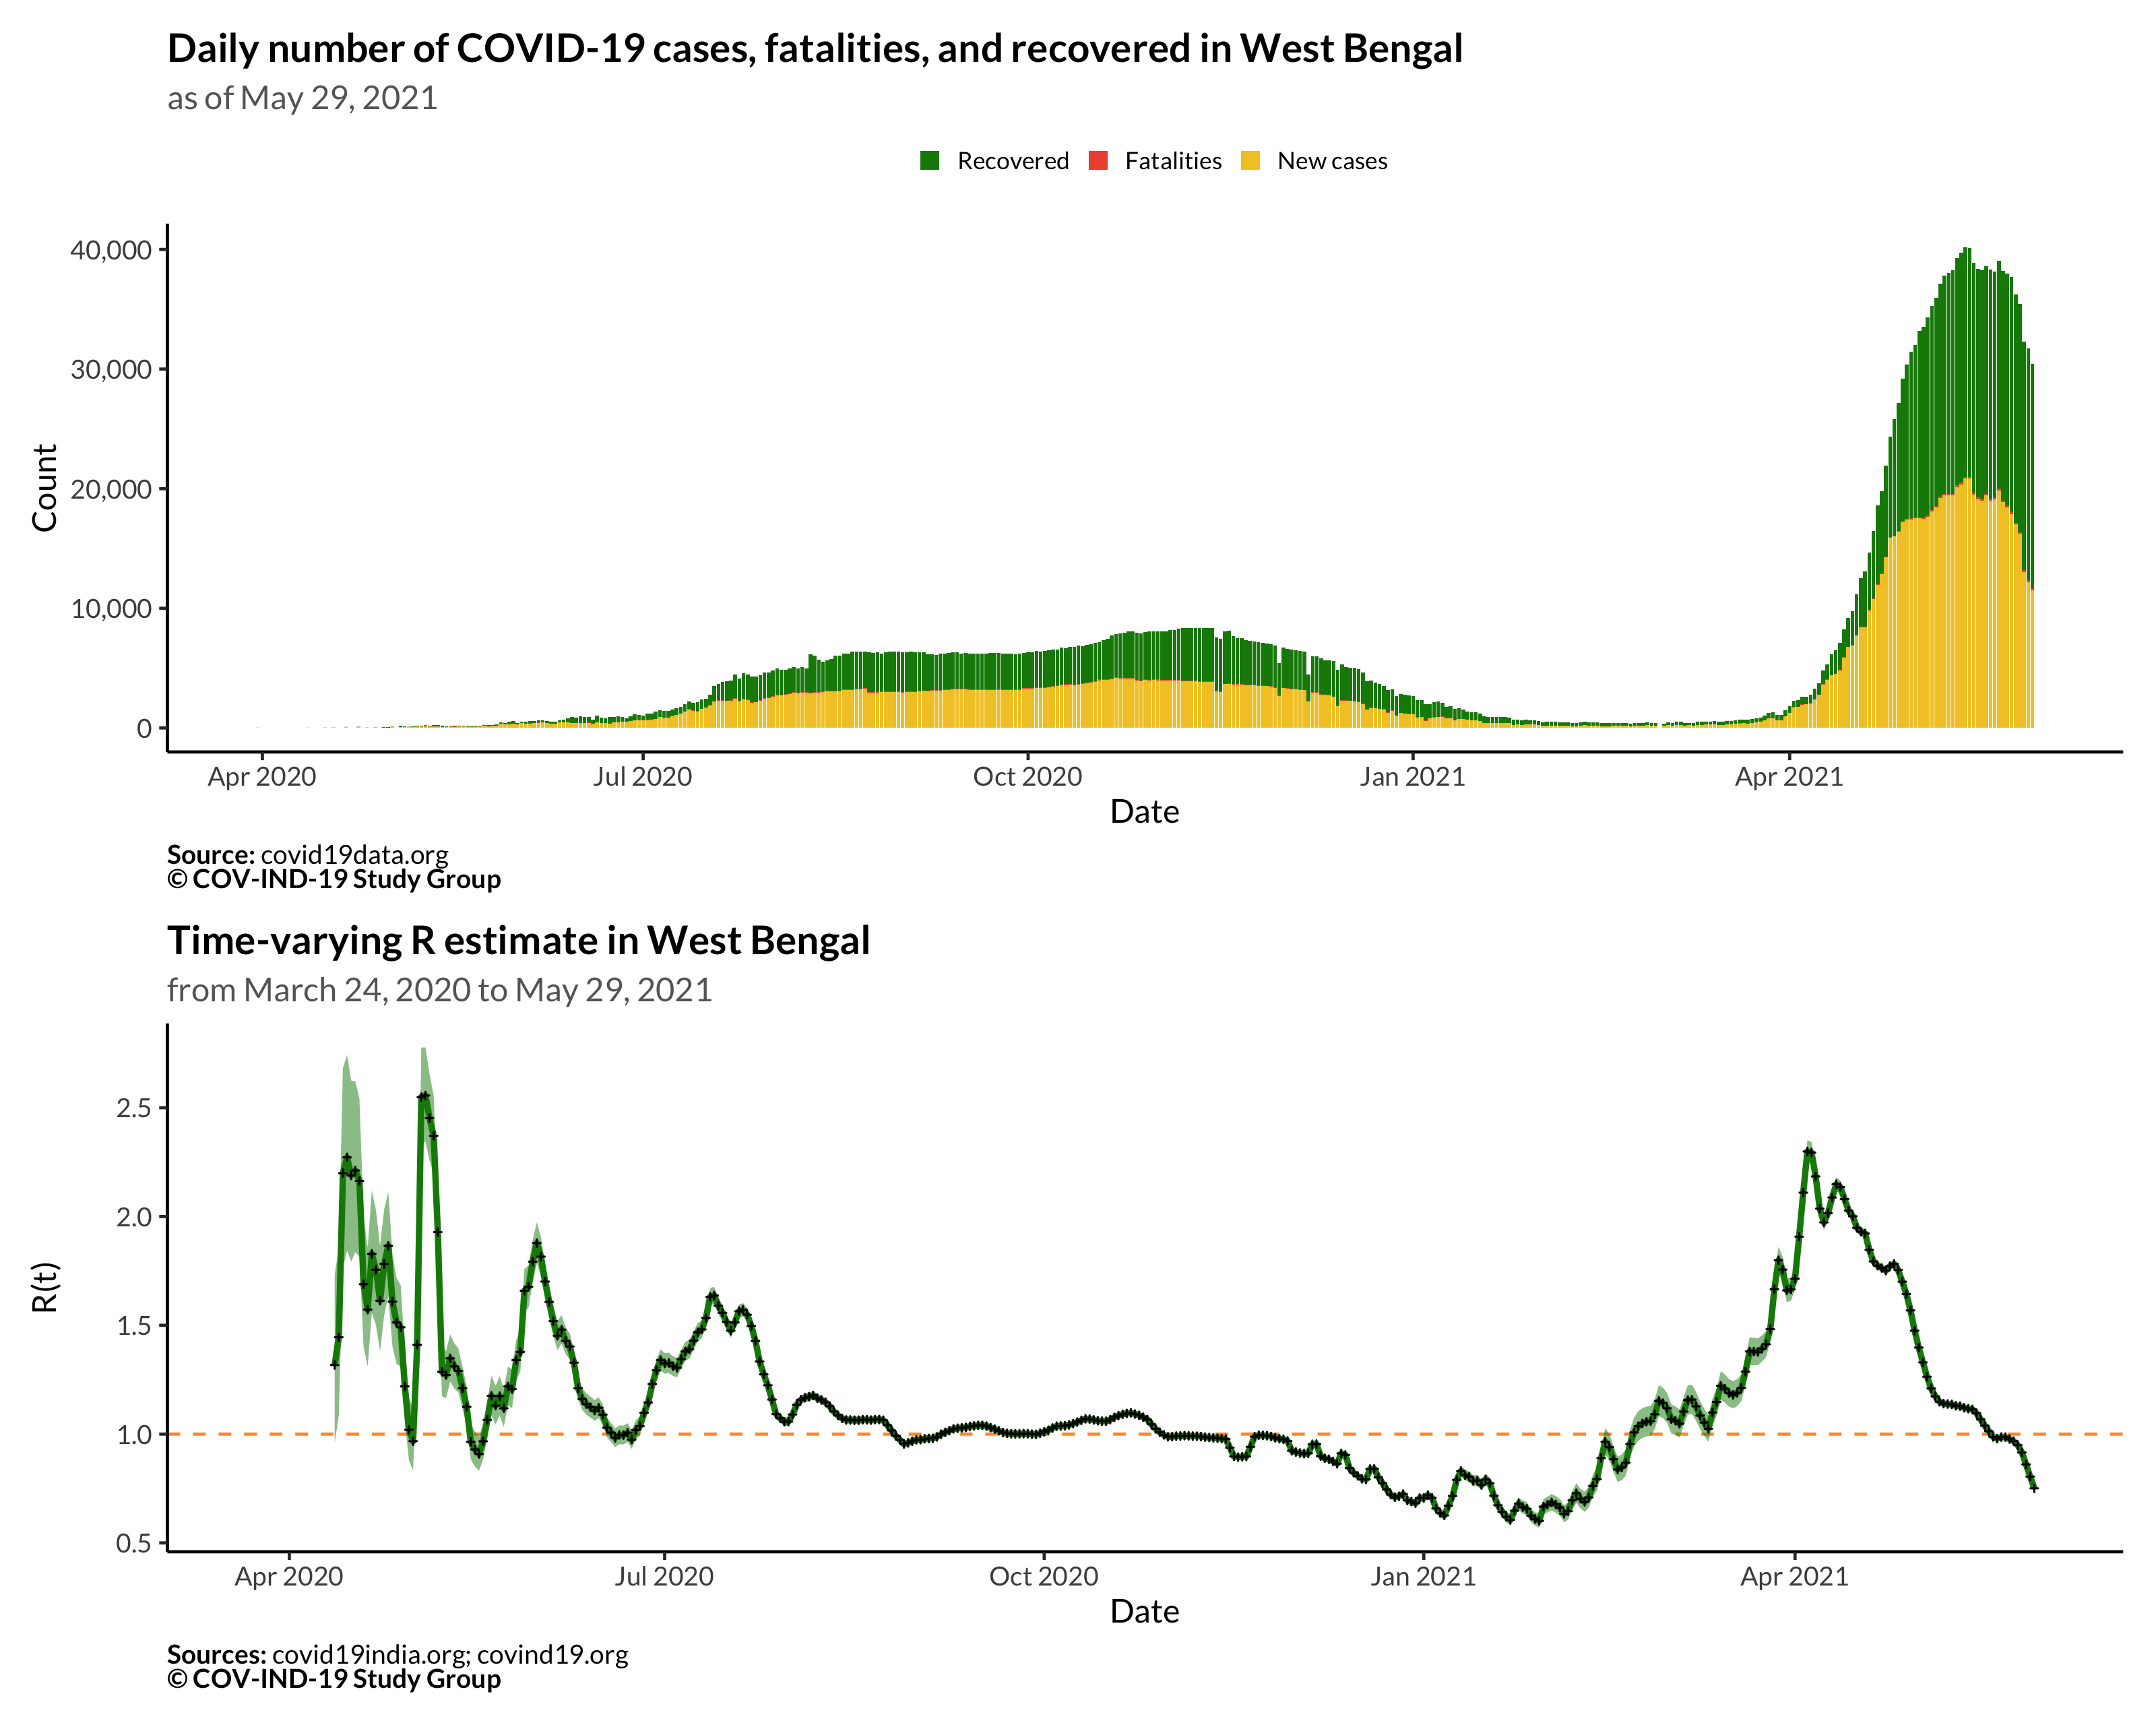 Daily number of COVID-19 cases, fatalities, and recovered in West Bengal
as of May 29, 2021
Recovered Fatalities New cases
40,000
30,000
20,000
10,000
0
Count
Apr 2020 Jul 2020 Oct 2020 Jan 2021 Apr 2021
Date
Source: covid19data.org
© COV-IND-19 Study Group
Time-varying R estimate in West Bengal
from March 24, 2020 to May 29, 2021
2.5
2.0
1.5
1.0
0.5
R(t)
Apr 2020 Jul 2020 Oct 2020 Jan 2021 Apr 2021
Date
Sources: covid19india.org; covind19.org
© COV-IND-19 Study Group